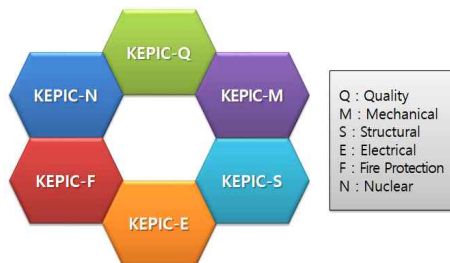 KEPIC-Q
KEPIC-N
KEPIC-M
KEPIC-F
KEPIC-S
KEPIC-E
Q : Quality
M : Mechanical
S : Structural
E : Electrical
F : Fire Protection
N : Nuclear